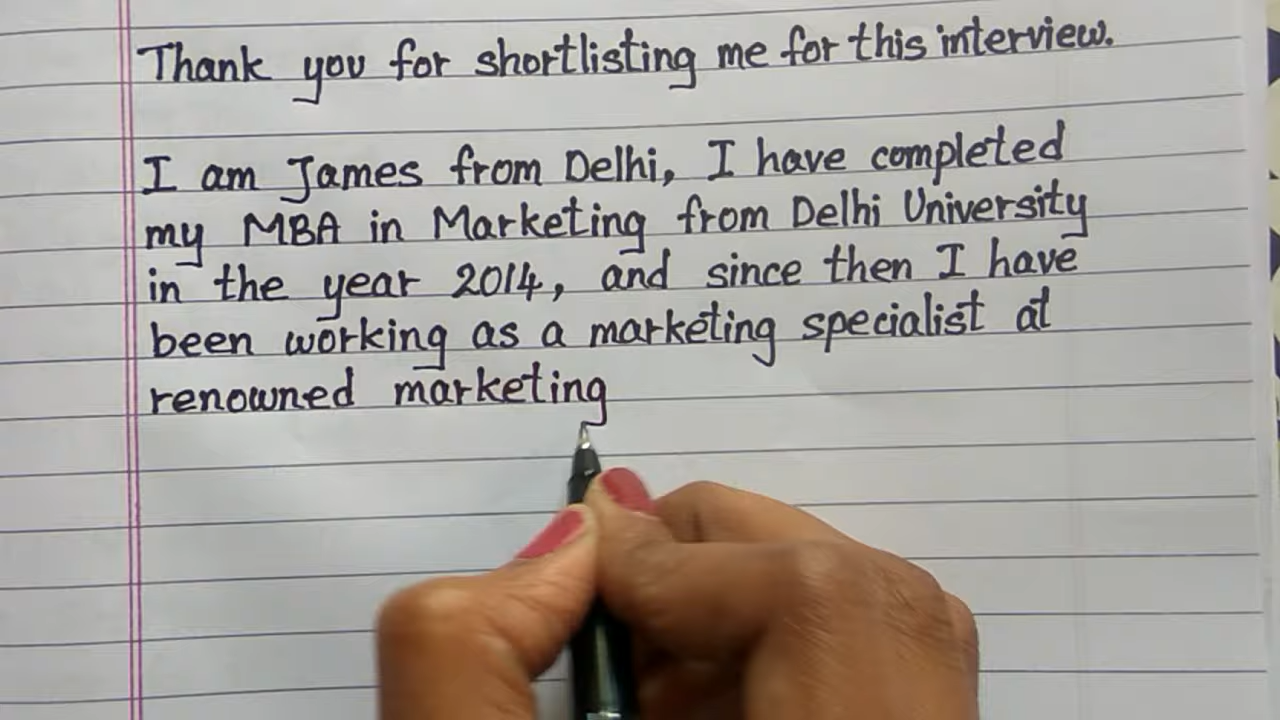 Thank you for shortlisting me for this interview.
I am James from Delhi, I have completed
my MBA in Marketing from Delhi University
in the year 2014, and since then I have
been working as a marketing specialist at
renowned marketing